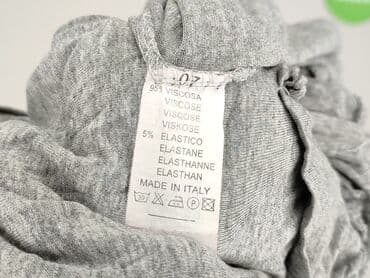 95% VISCOSA
VISCOSE
VISCOSE
VISKOSE
5% ELASTICO
ELASTANE
ELASTHANNE
ELASTHAN
MADE IN ITALY